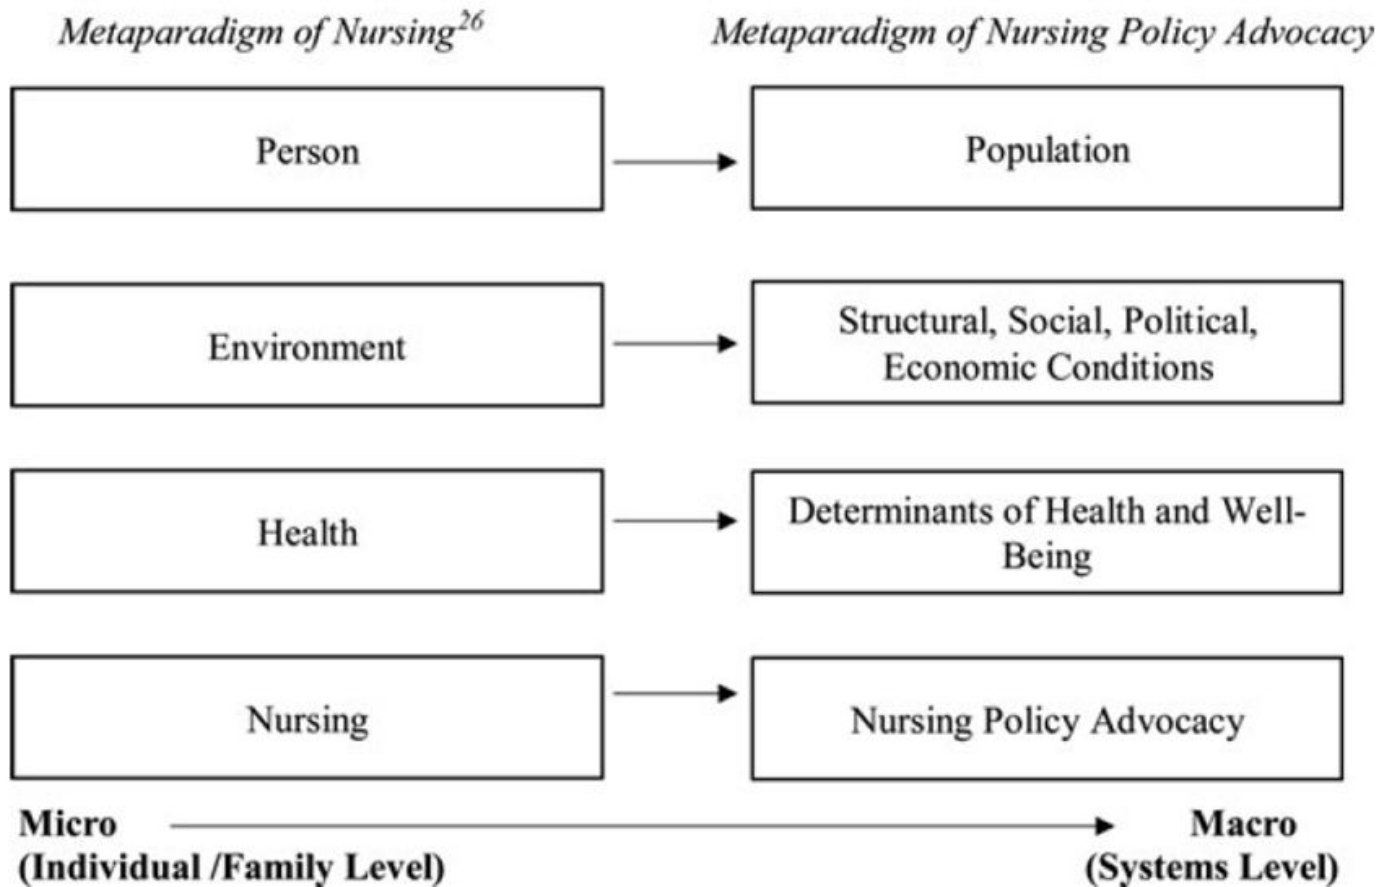 Metaparadigm of Nursing26
Metaparadigm of Nursing Policy Advocacy
Person
Population
Environment
Structural, Social, Political,
Economic Conditions
Health
Determinants of Health and Well-
Being
Nursing
Nursing Policy Advocacy
Micro
(Individual /Family Level)
Macro
(Systems Level)